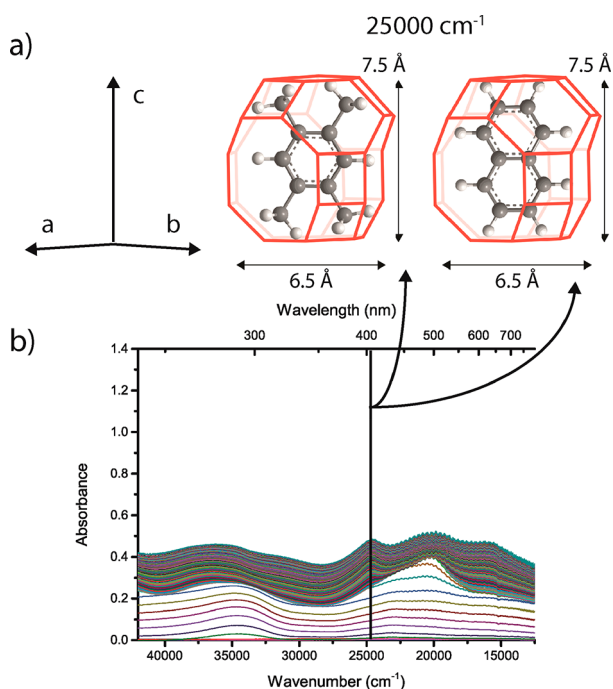 a)
25000 cm⁻¹
7.5 Å
7.5 Å
c
a
b
6.5 Å
6.5 Å
b)
Wavelength (nm)
300
400
500
600
700
1.4
1.2
1.0
0.8
0.6
0.4
0.2
0.0
Absorbance
40000
35000
30000
25000
20000
15000
Wavenumber (cm⁻¹)